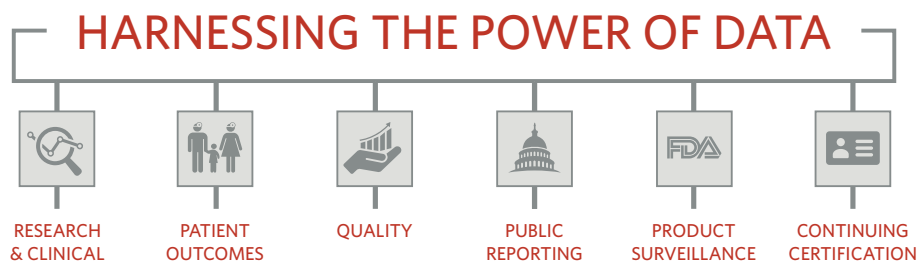 HARNESSING THE POWER OF DATA
FDA
RESEARCH
& CLINICAL
PATIENT
OUTCOMES
QUALITY
PUBLIC
REPORTING
PRODUCT
SURVEILLANCE
CONTINUING
CERTIFICATION